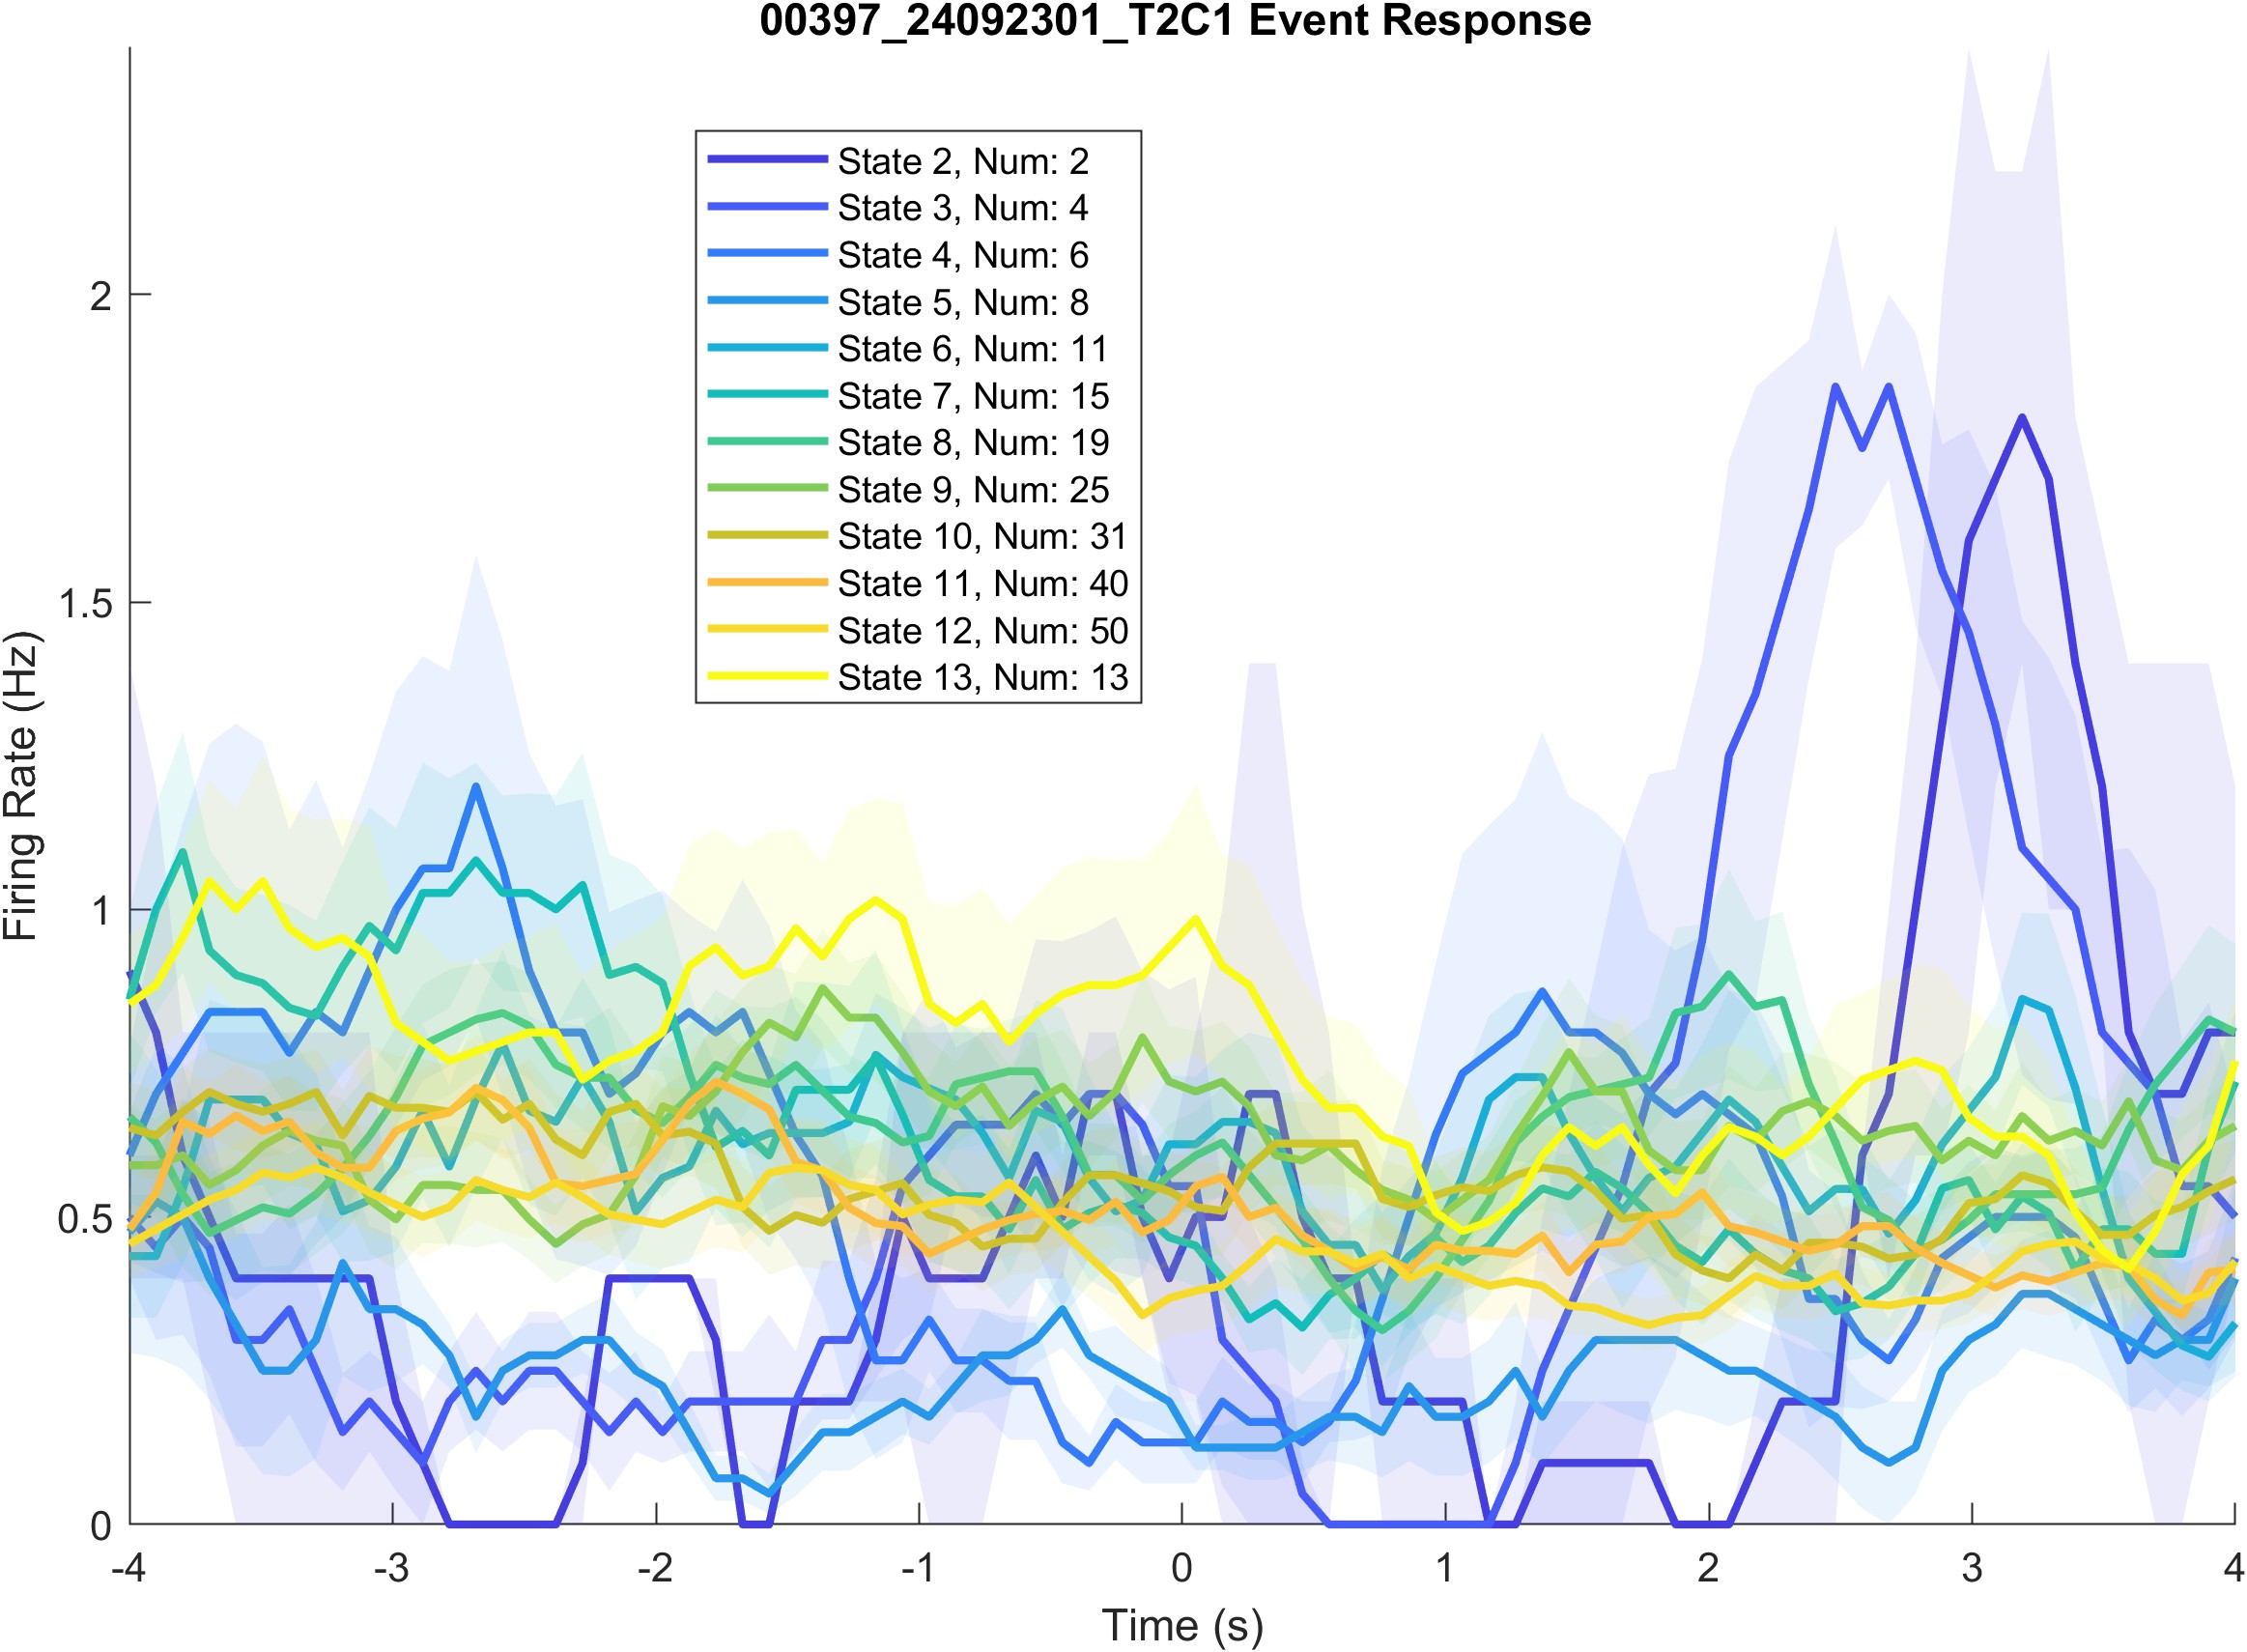 00397_24092301_T2C1 Event Response
State 2, Num: 2
State 3, Num: 4
State 4, Num: 6
State 5, Num: 8
State 6, Num: 11
State 7, Num: 15
State 8, Num: 19
State 9, Num: 25
State 10, Num: 31
State 11, Num: 40
State 12, Num: 50
State 13, Num: 13
Firing Rate (Hz)
2
1.5
1
0.5
0
-4 -3 -2 -1 0 1 2 3 4
Time (s)